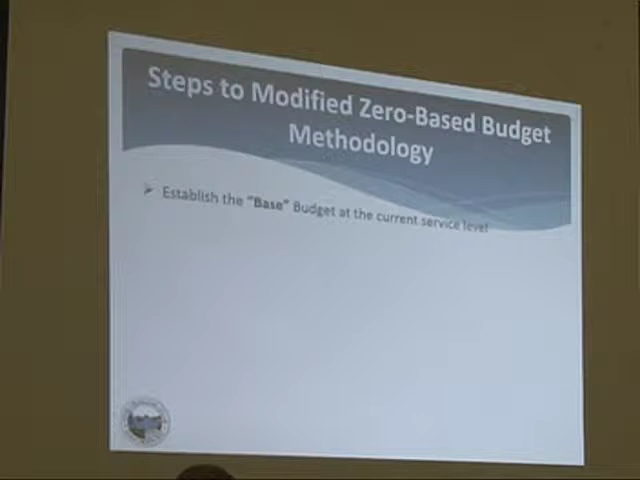 Steps to Modified Zero-Based Budget
Methodology
Establish the "Base" Budget at the current service level